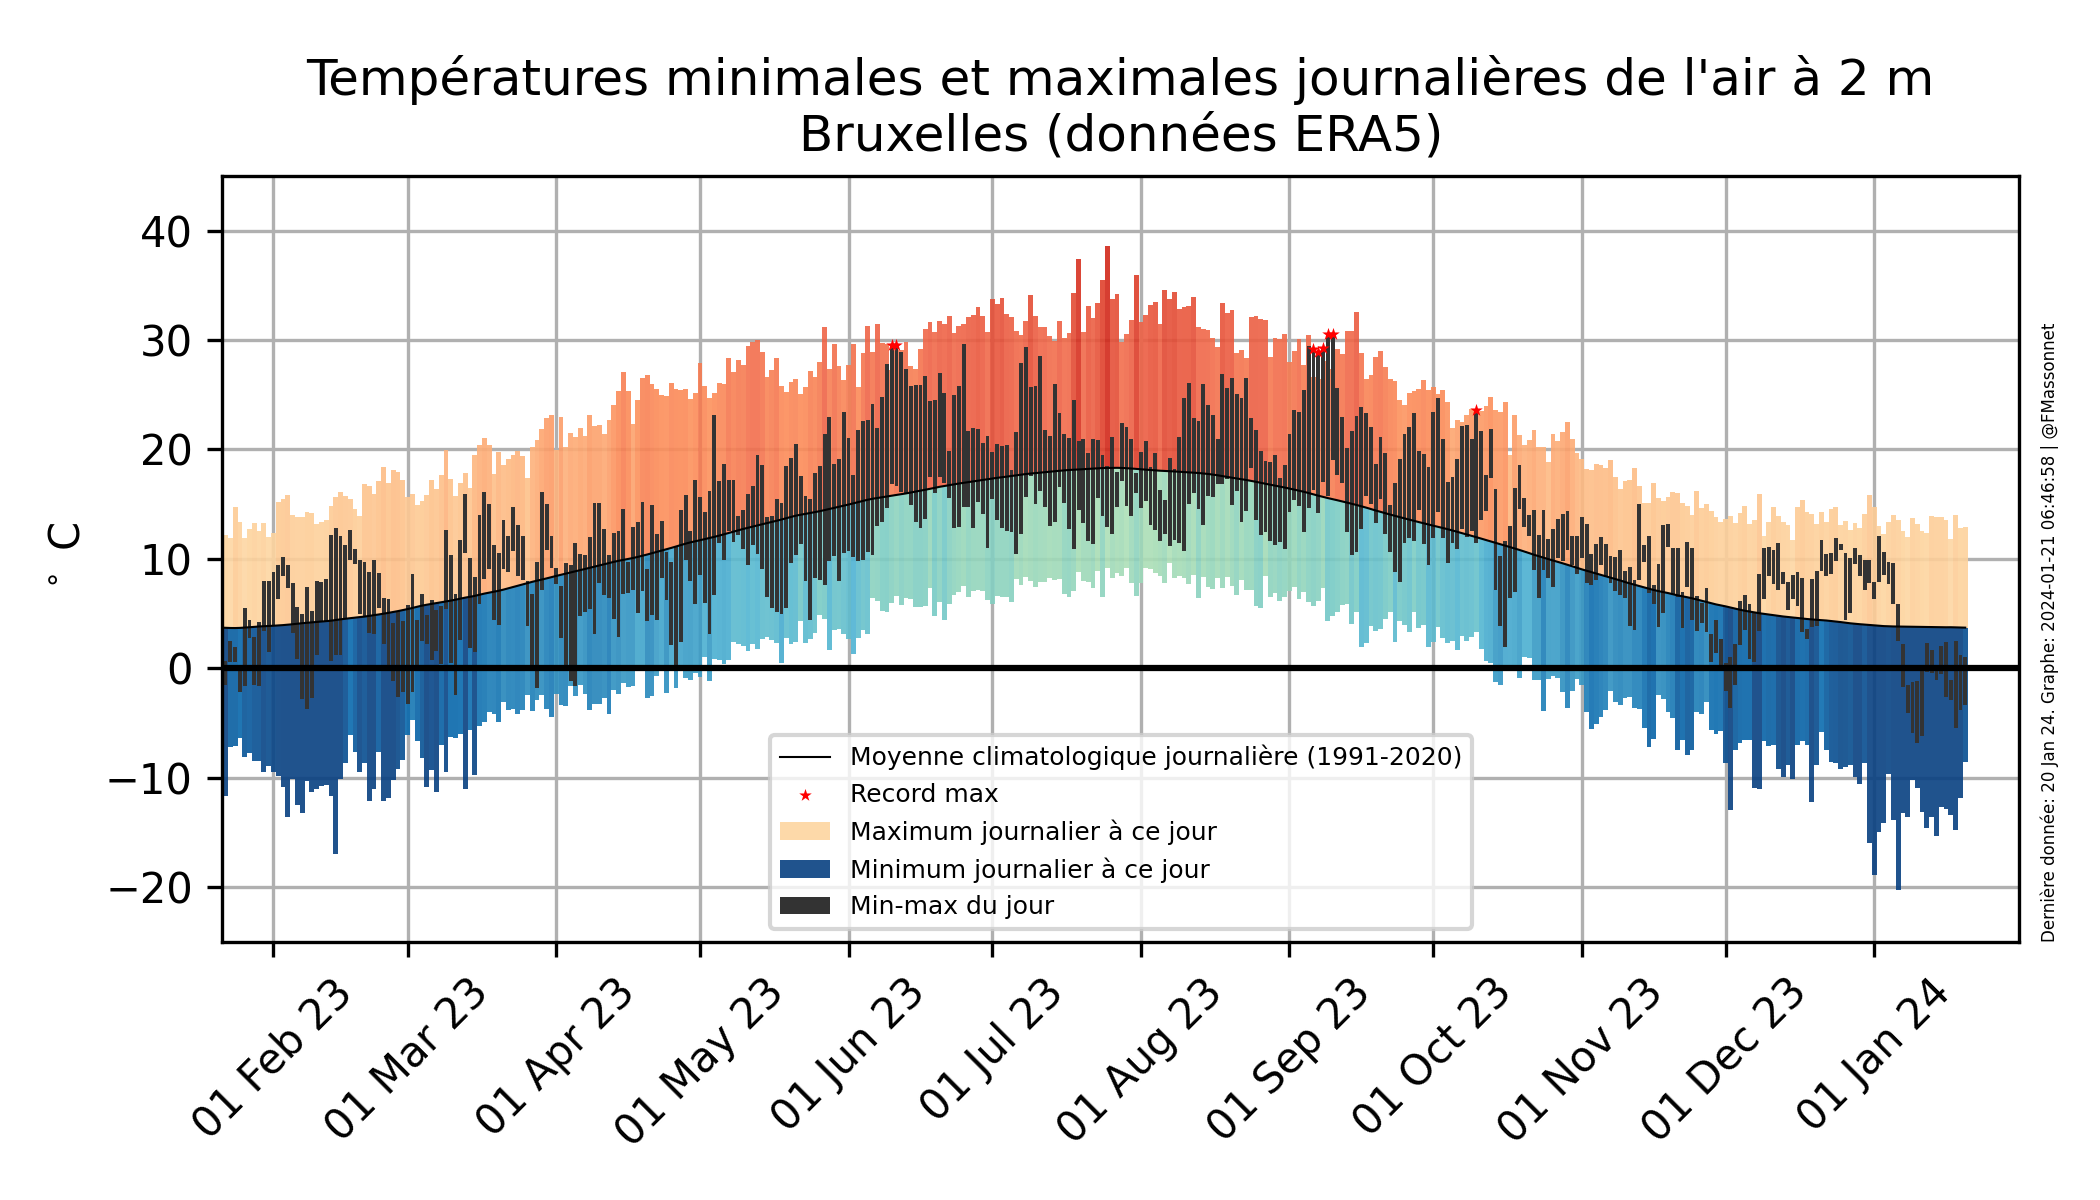 Températures minimales et maximales journalières de l'air à 2 m
Bruxelles (données ERA5)
° C
40
30
20
10
0
−10
−20
Moyenne climatologique journalière (1991-2020)
Record max
Maximum journalier à ce jour
Minimum journalier à ce jour
Min-max du jour
01 Feb 23
01 Mar 23
01 Apr 23
01 May 23
01 Jun 23
01 Jul 23
01 Aug 23
01 Sep 23
01 Oct 23
01 Nov 23
01 Dec 23
01 Jan 24
Dernière donnée: 20 Jan 24. Graphe: 2024-01-21 06:46:58 | @FMassonnet